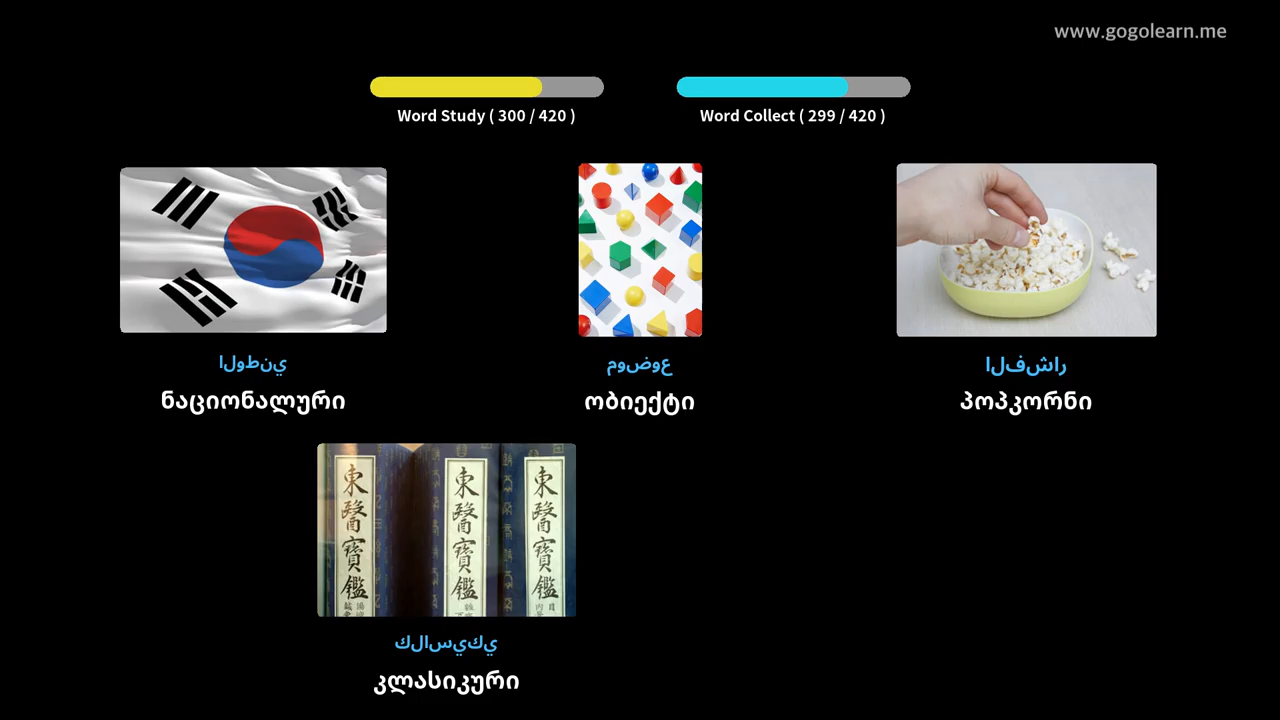 www.gogolearn.me
Word Study ( 300 / 420 )
Word Collect ( 299 / 420 )
الوطني
موضوع
الفشار
ნაციონალური
ობიექტი
პოპკორნი
東醫寶鑑
東醫寶鑑
東醫寶鑑
كلاسيكي
კლასიკური